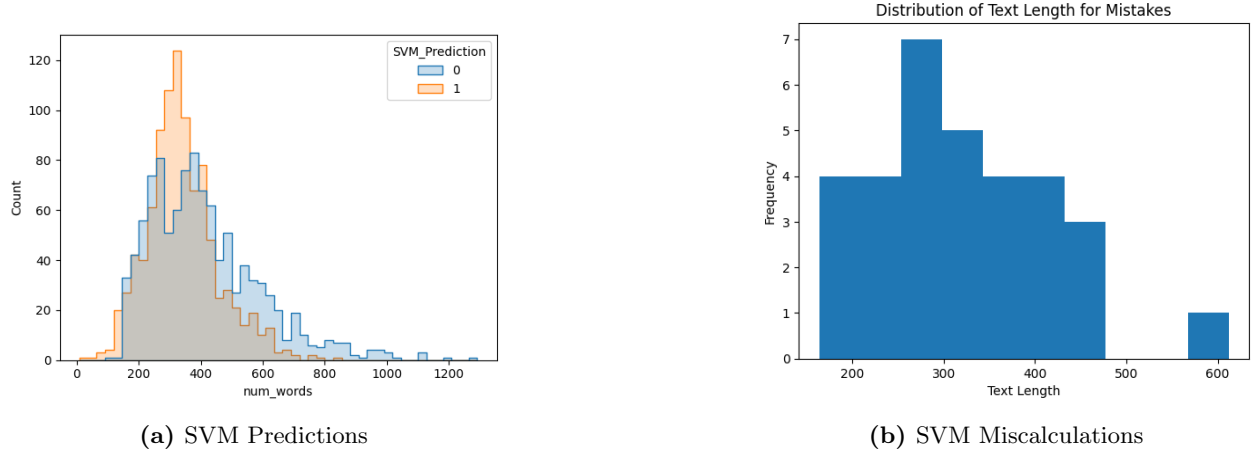 SVM_Prediction
0
1
120
100
80
60
40
20
0
Count
0 200 400 600 800 1000 1200
num_words
(a) SVM Predictions
Distribution of Text Length for Mistakes
7
6
5
4
3
2
1
0
Frequency
200 300 400 500 600
Text Length
(b) SVM Miscalculations